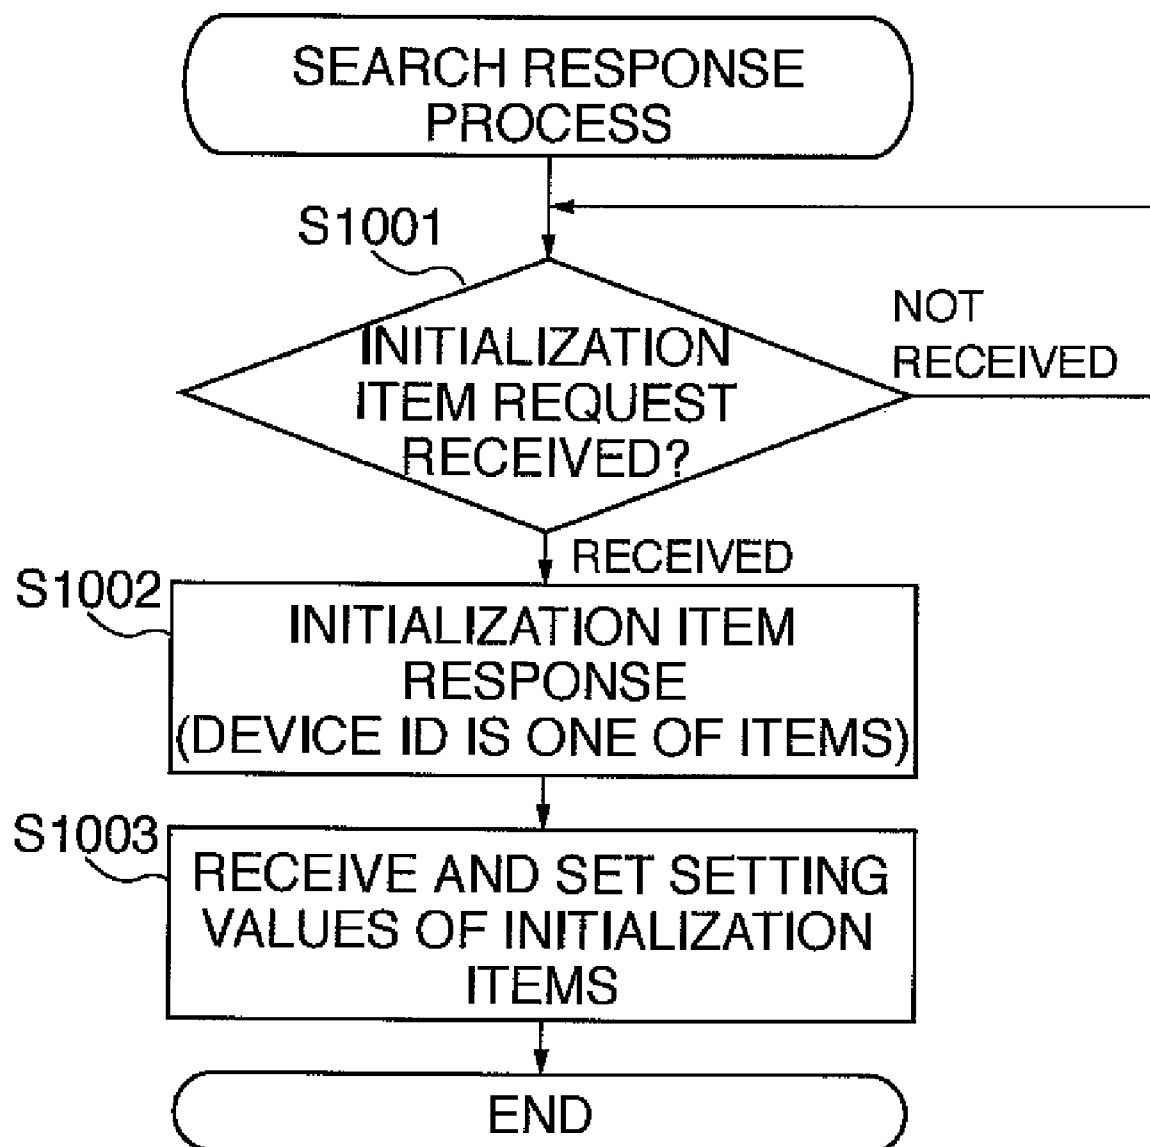 SEARCH RESPONSE
PROCESS
S1001
INITIALIZATION
ITEM REQUEST
RECEIVED?
NOT
RECEIVED
RECEIVED
S1002
INITIALIZATION ITEM
RESPONSE
(DEVICE ID IS ONE OF ITEMS)
S1003
RECEIVE AND SET SETTING
VALUES OF INITIALIZATION
ITEMS
END